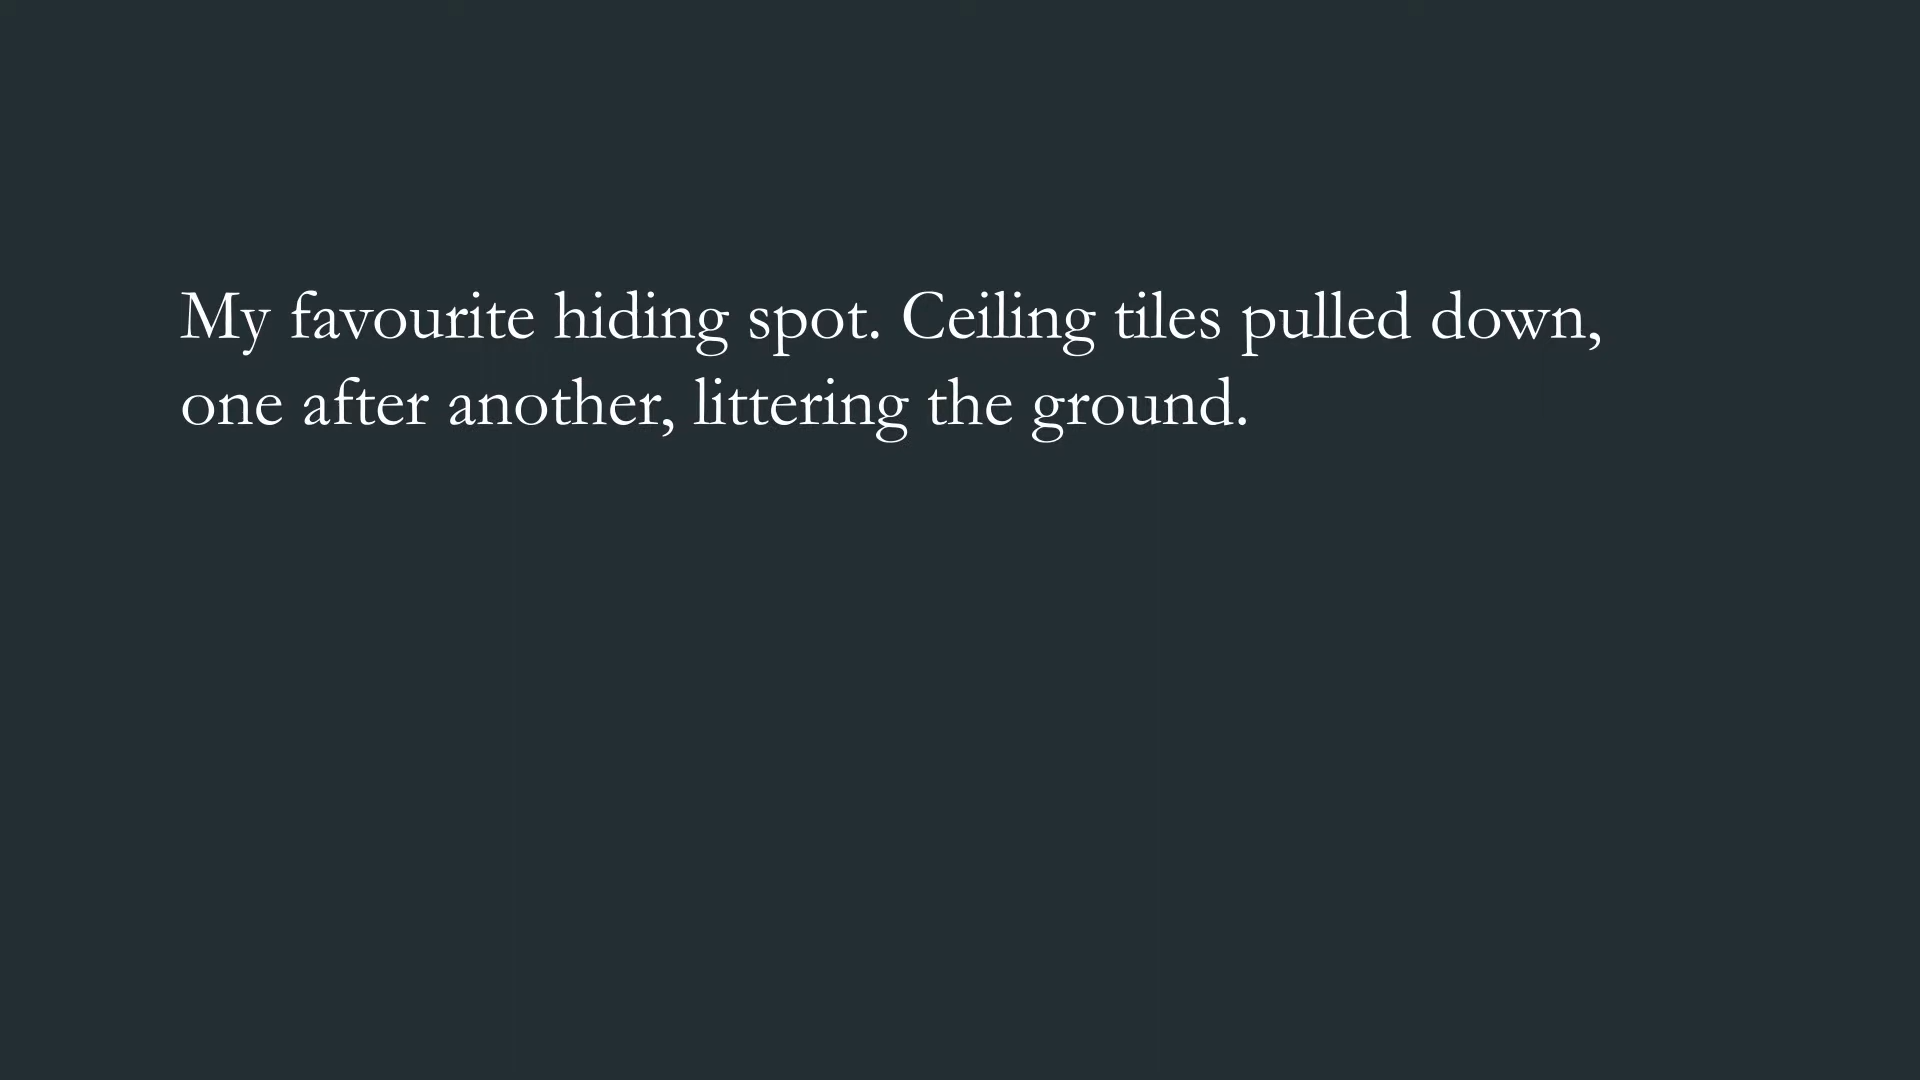 My favourite hiding spot. Ceiling tiles pulled down,
one after another, littering the ground.